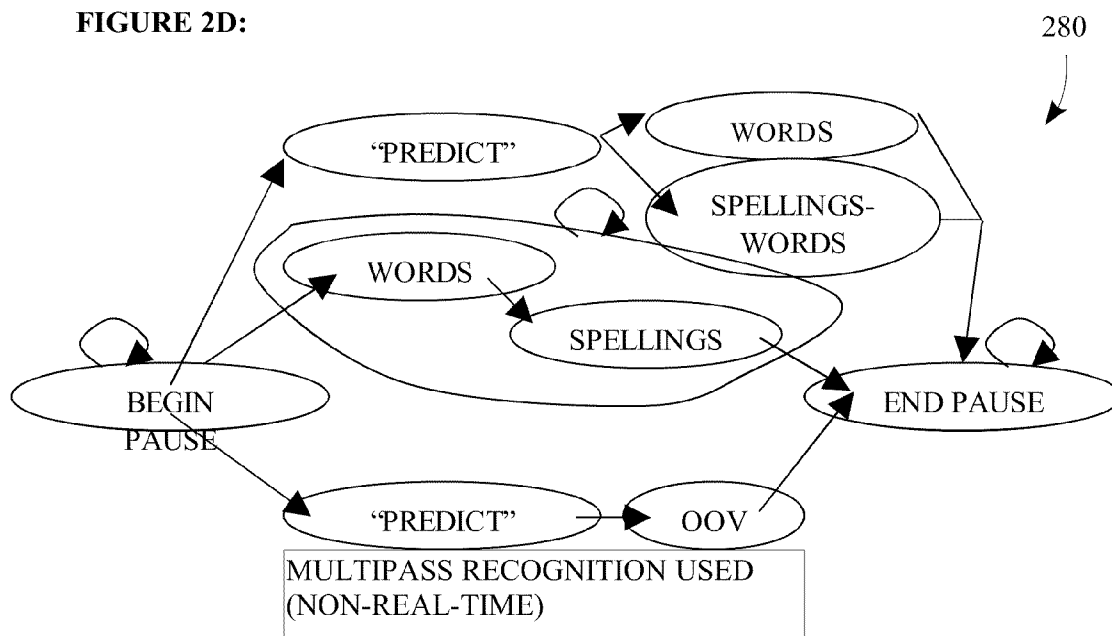 FIGURE 2D:
280
“PREDICT”
WORDS
SPELLINGS-
WORDS
WORDS
SPELLINGS
BEGIN
PAUSE
END PAUSE
“PREDICT”
OOV
MULTIPASS RECOGNITION USED
(NON-REAL-TIME)